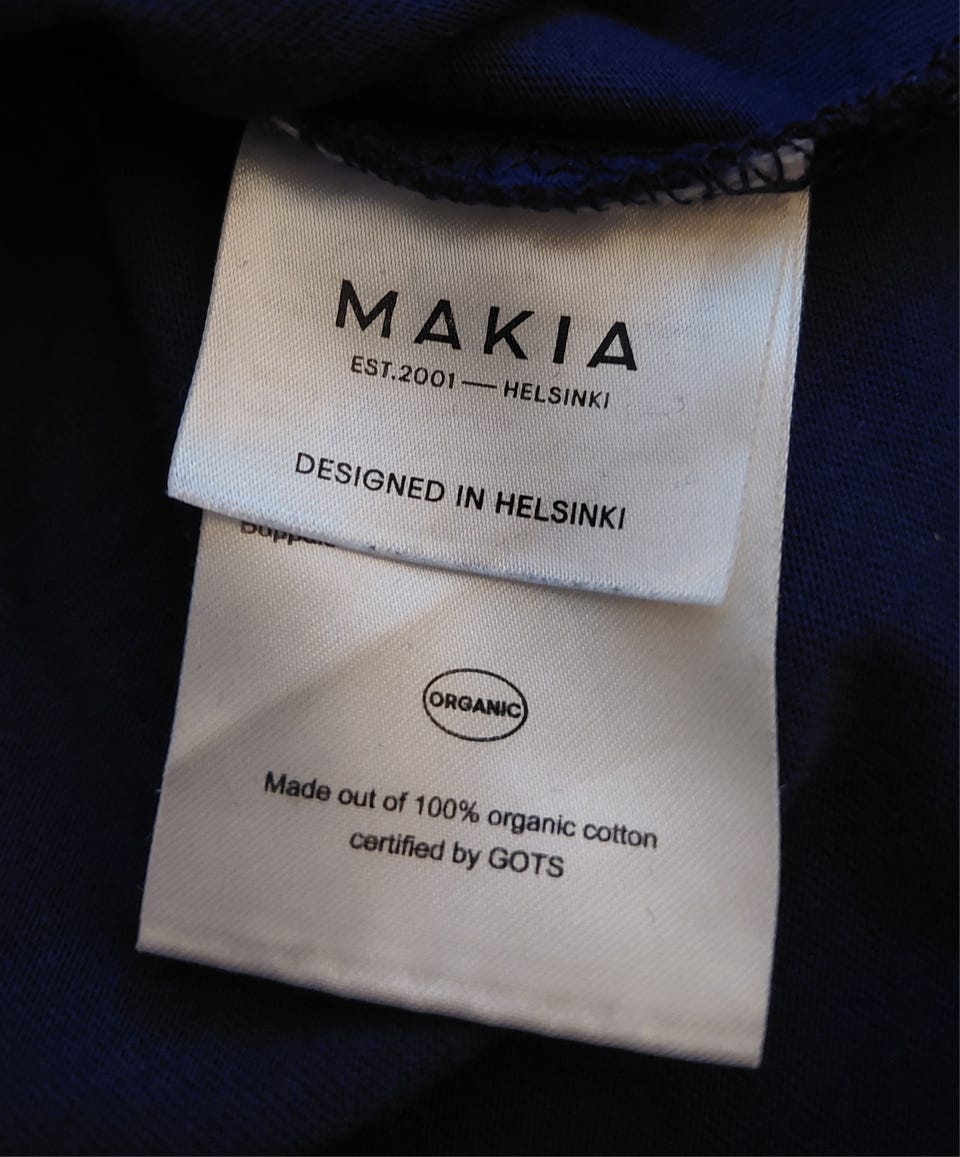 MAKIA
EST.2001 — HELSINKI
DESIGNED IN HELSINKI
ORGANIC
Made out of 100% organic cotton
certified by GOTS